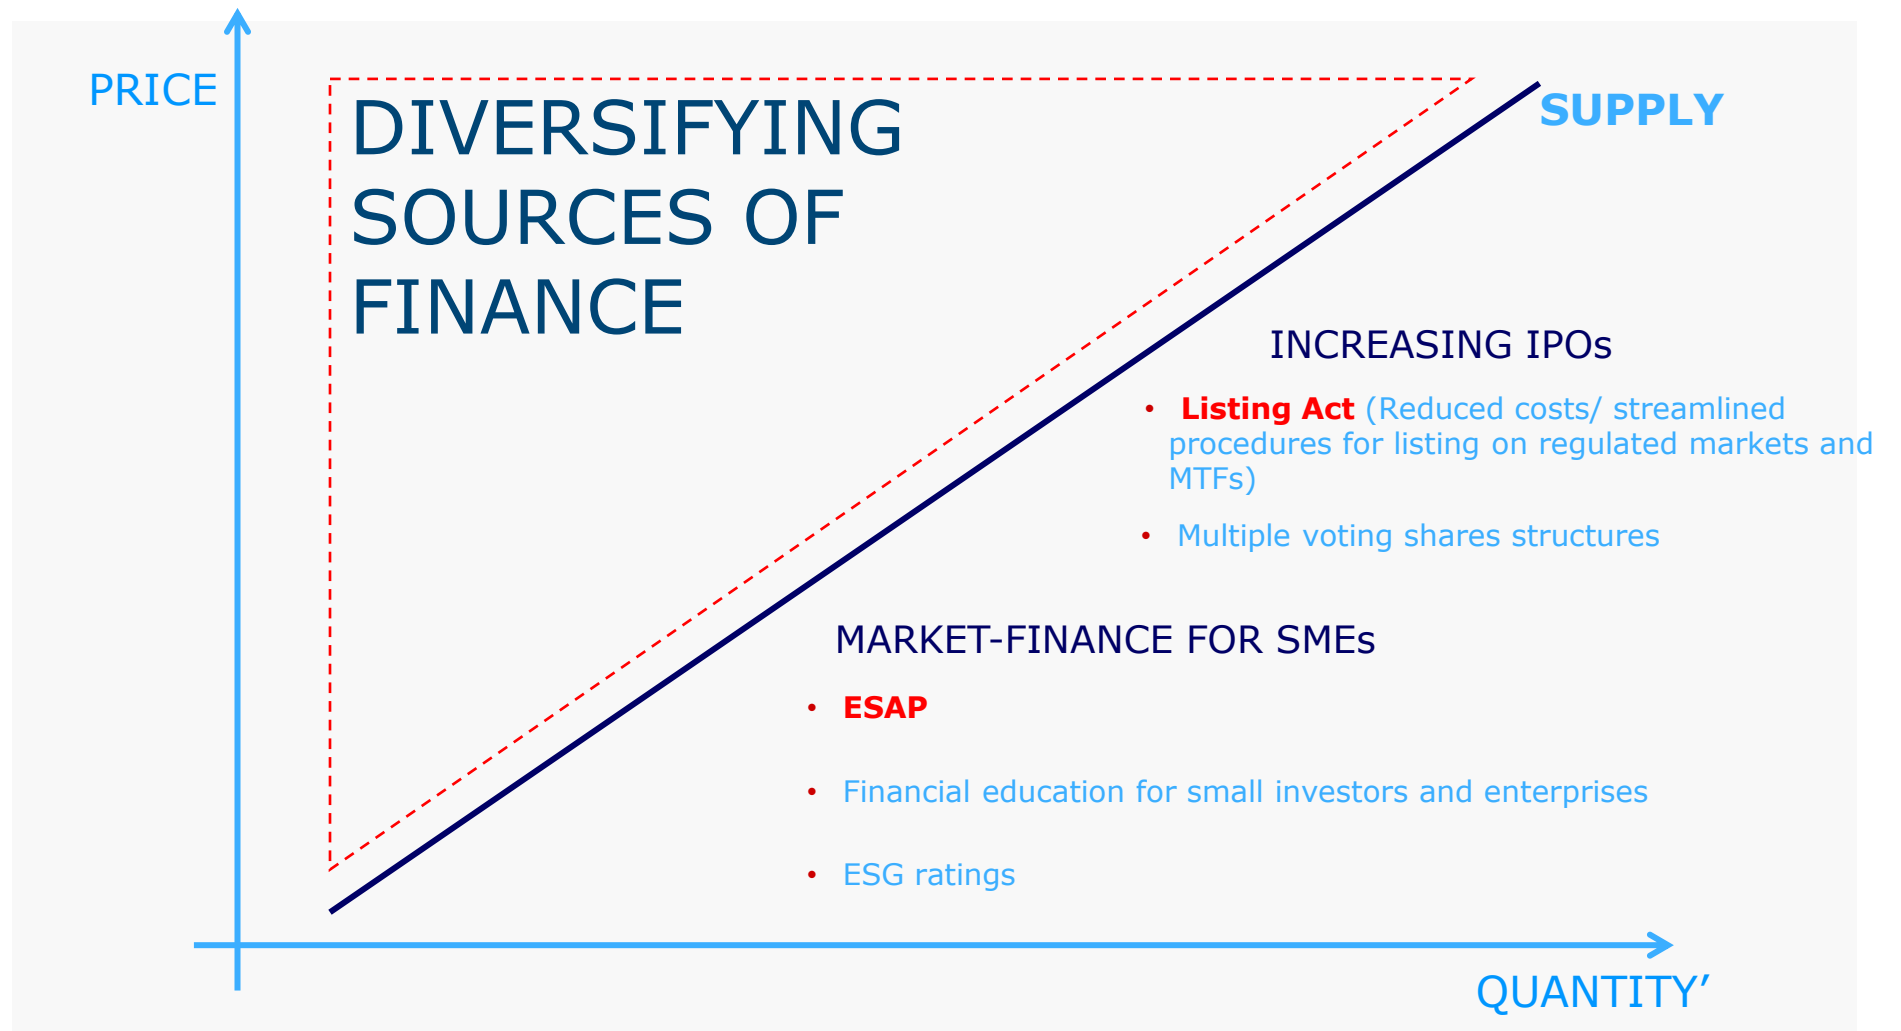 PRICE
DIVERSIFYING
SOURCES OF
FINANCE
SUPPLY
INCREASING IPOs
• Listing Act (Reduced costs/ streamlined
procedures for listing on regulated markets and
MTFs)
• Multiple voting shares structures
MARKET-FINANCE FOR SMEs
• ESAP
• Financial education for small investors and enterprises
• ESG ratings
QUANTITY’